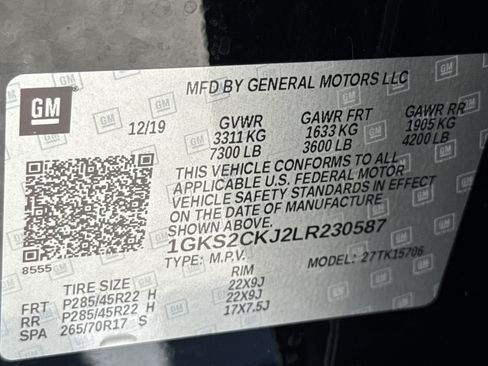 MFD BY GENERAL MOTORS LLC
GM
12/19 GVWR GAWR FRT GAWR RR
3311 KG 1633 KG 1905 KG
7300 LB 3600 LB 4200 LB
THIS VEHICLE CONFORMS TO ALL
APPLICABLE U.S. FEDERAL MOTOR
VEHICLE SAFETY STANDARDS IN EFFECT
ON THE DATE OF MANUFACTURE
SHOWN ABOVE.
1GKS2CKJ2LR230587
8555
TYPE: M.P.V. MODEL: 27TK15706
TIRE SIZE RIM
FRT P285/45R22 H 22X9J
RR P285/45R22 H 22X9J
SPA 265/70R17 S 17X7.5J